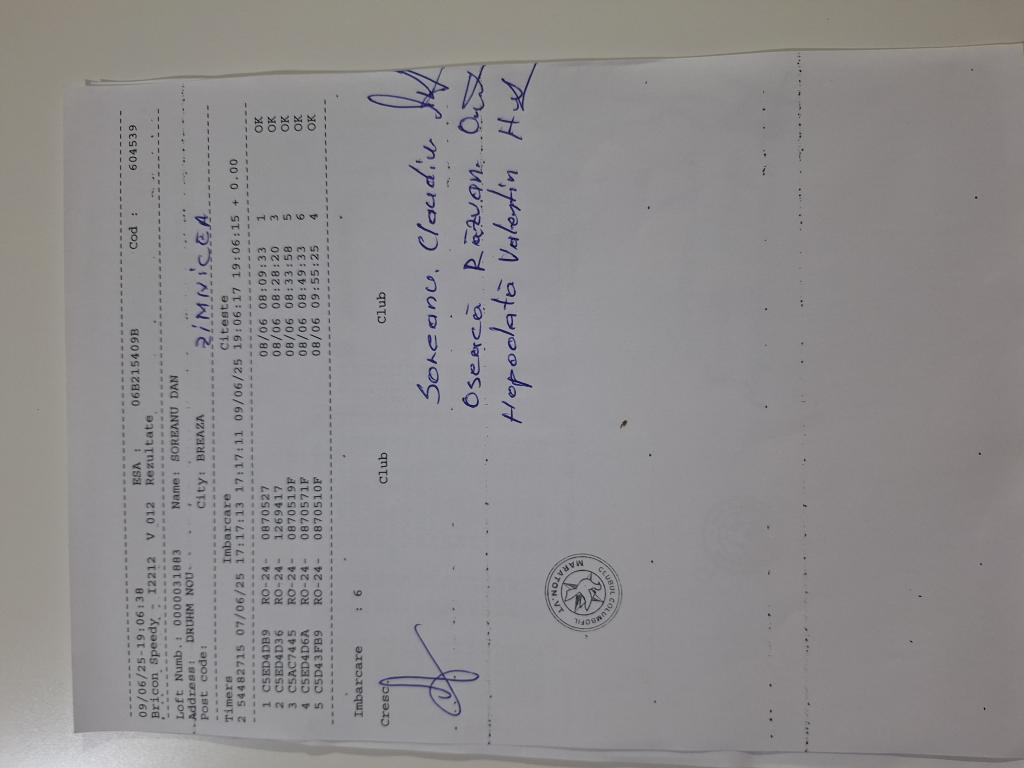 09/06/25-19:06:38 ESA : 06B215409B Cod : 604539
Bricon Speedy : I2212 V 012 Rezultate
Loft Numb.: 0000031883 Name: SOREANU DAN
Address: DRUHM NOU
Post code: City: BREAZA ZiMNiCEA
Timers Imbarcare Citeste
2 54482715 07/06/25 17:17:13 17:17:11 09/06/25 19:06:17 19:06:15 + 0.00
1 C5ED4DB9 RO-24- 0870527 08/06 08:09:33 1 OK
2 C5ED4D36 RO-24- 1269417 08/06 08:28:20 3 OK
3 C5AC7445 RO-24- 0870519F 08/06 08:33:58 5 OK
4 C5ED4D6A RO-24- 0870571F 08/06 08:49:33 6 OK
5 C5D43FB9 RO-24- 0870510F 08/06 09:55:25 4 OK
Imbarcare : 6
Cresc Club Club
Soreanu Claudiu
Oseacă Răzvan
Hopodată Valentin
CLUBUL COLUMBOFIL
MARATON V